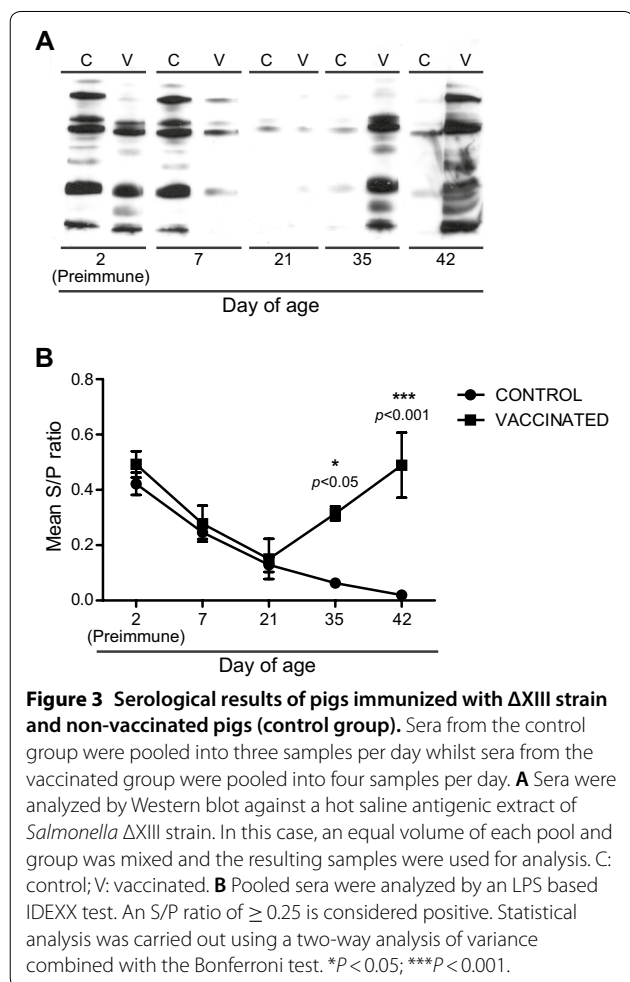 A
C V C V C V C V C V
2 7 21 35 42
(Preimmune)
Day of age
B
0.8
0.6
0.4
0.2
0.0
Mean S/P ratio
CONTROL
VACCINATED
*
p<0.05
***
p<0.001
2 7 21 35 42
(Preimmune)
Day of age
Figure 3 Serological results of pigs immunized with ΔXIII strain
and non-vaccinated pigs (control group). Sera from the control
group were pooled into three samples per day whilst sera from the
vaccinated group were pooled into four samples per day. A Sera were
analyzed by Western blot against a hot saline antigenic extract of
Salmonella ΔXIII strain. In this case, an equal volume of each pool and
group was mixed and the resulting samples were used for analysis. C:
control; V: vaccinated. B Pooled sera were analyzed by an LPS based
IDEXX test. An S/P ratio of ≥ 0.25 is considered positive. Statistical
analysis was carried out using a two-way analysis of variance
combined with the Bonferroni test. *P < 0.05; ***P < 0.001.